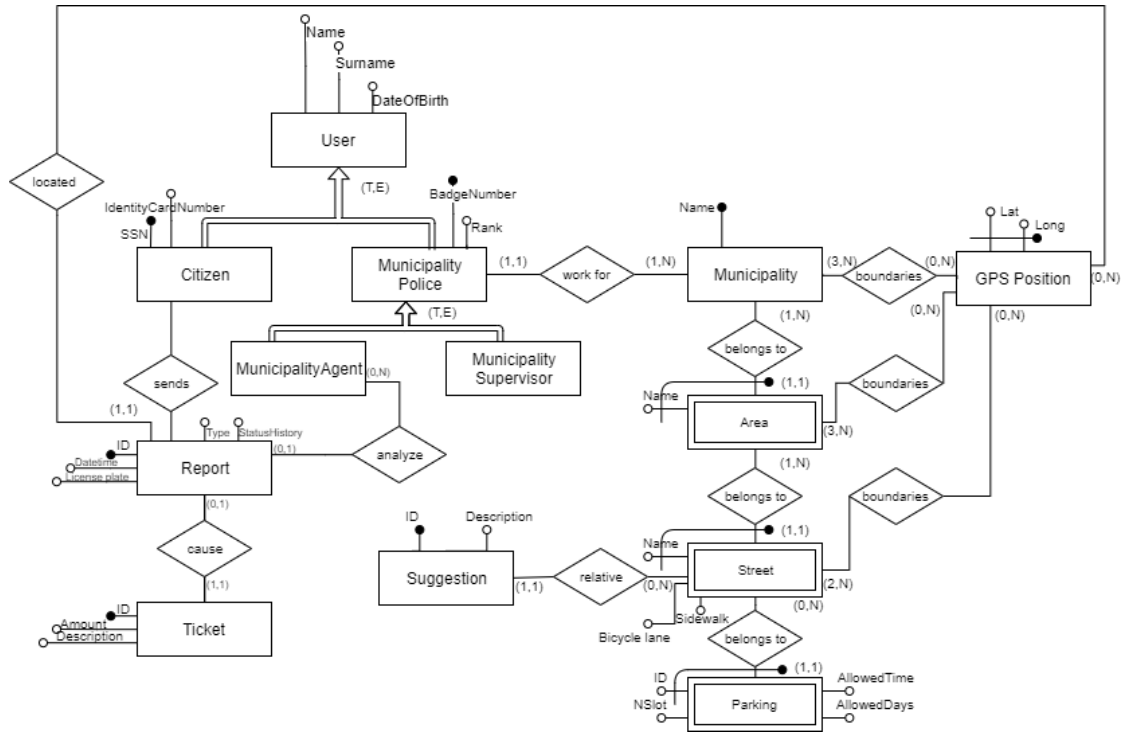 Name
Surname
DateOfBirth
User
located
(T,E)
BadgeNumber
Rank
IdentityCardNumber
SSN
Citizen
Municipality
Police
(1,1)
work for
(1,N)
Name
Municipality
(3,N)
boundaries
(0,N)
Lat
Long
GPS Position
(0,N)
(0,N)
(0,N)
(T,E)
(1,N)
MunicipalityAgent
(0,N)
Municipality
Supervisor
belongs to
sends
(1,1)
Name
(1,1)
boundaries
Area
(3,N)
(1,1)
ID
Type
StatusHistory
Datetime
License plate
Report
(0,1)
analyze
(1,N)
(0,1)
belongs to
boundaries
cause
ID
Description
Name
(1,1)
Suggestion
(1,1)
relative
(0,N)
Street
(2,N)
(1,1)
ID
Amount
Description
Ticket
Sidewalk
Bicycle lane
(0,N)
belongs to
(1,1)
ID
NSlot
Parking
AllowedTime
AllowedDays